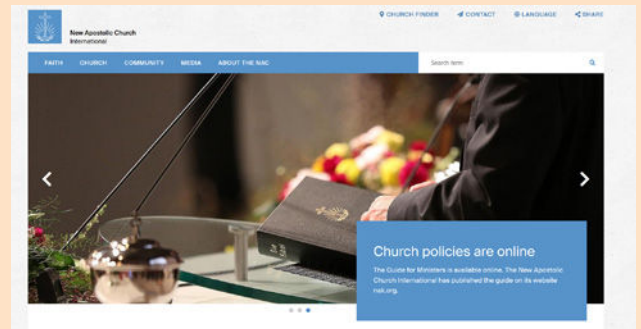 CHURCH FINDER CONTACT LANGUAGE SHARE
New Apostolic Church
International
FAITH CHURCH COMMUNITY MEDIA ABOUT THE NAC Search term
Church policies are online
The Guide for Ministers is available online. The New Apostolic
Church International has published the guide on its website
nak.org.